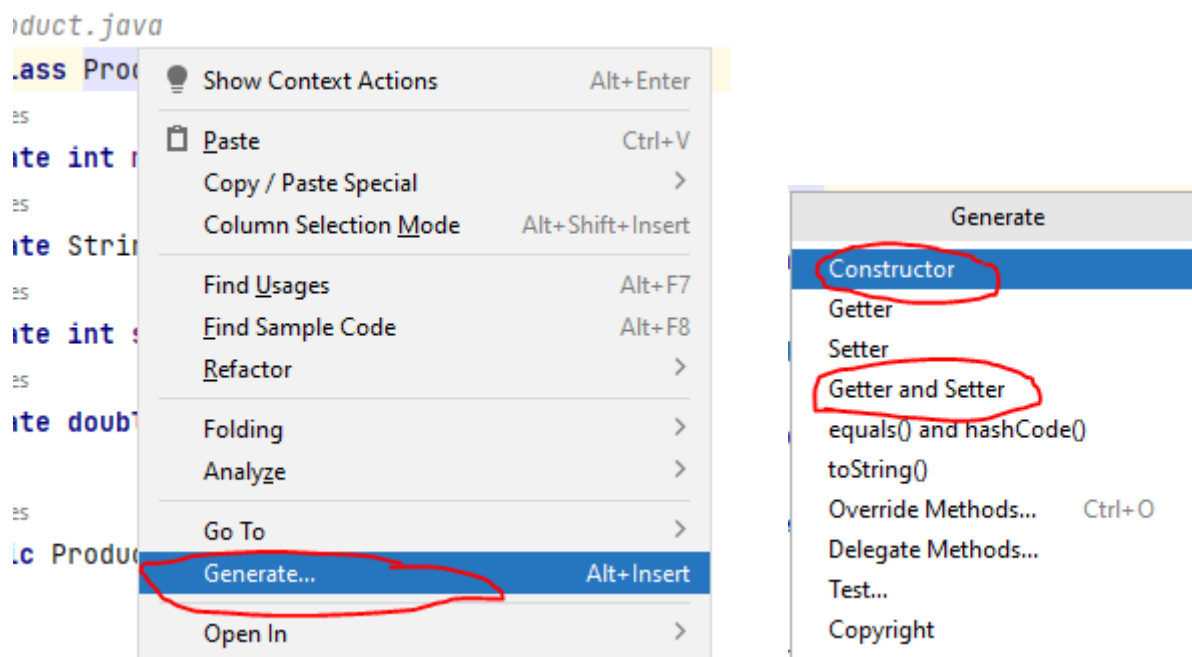 duct.java
lass Prod
es
ate int
es
ate Strin
es
ate int
es
ate doubl
es
ic Produc
Show Context Actions Alt+Enter
Paste Ctrl+V
Copy / Paste Special
Column Selection Mode Alt+Shift+Insert
Find Usages Alt+F7
Find Sample Code Alt+F8
Refactor
Folding
Analyze
Go To
Generate... Alt+Insert
Open In
Generate
Constructor
Getter
Setter
Getter and Setter
equals() and hashCode()
toString()
Override Methods... Ctrl+O
Delegate Methods...
Test...
Copyright